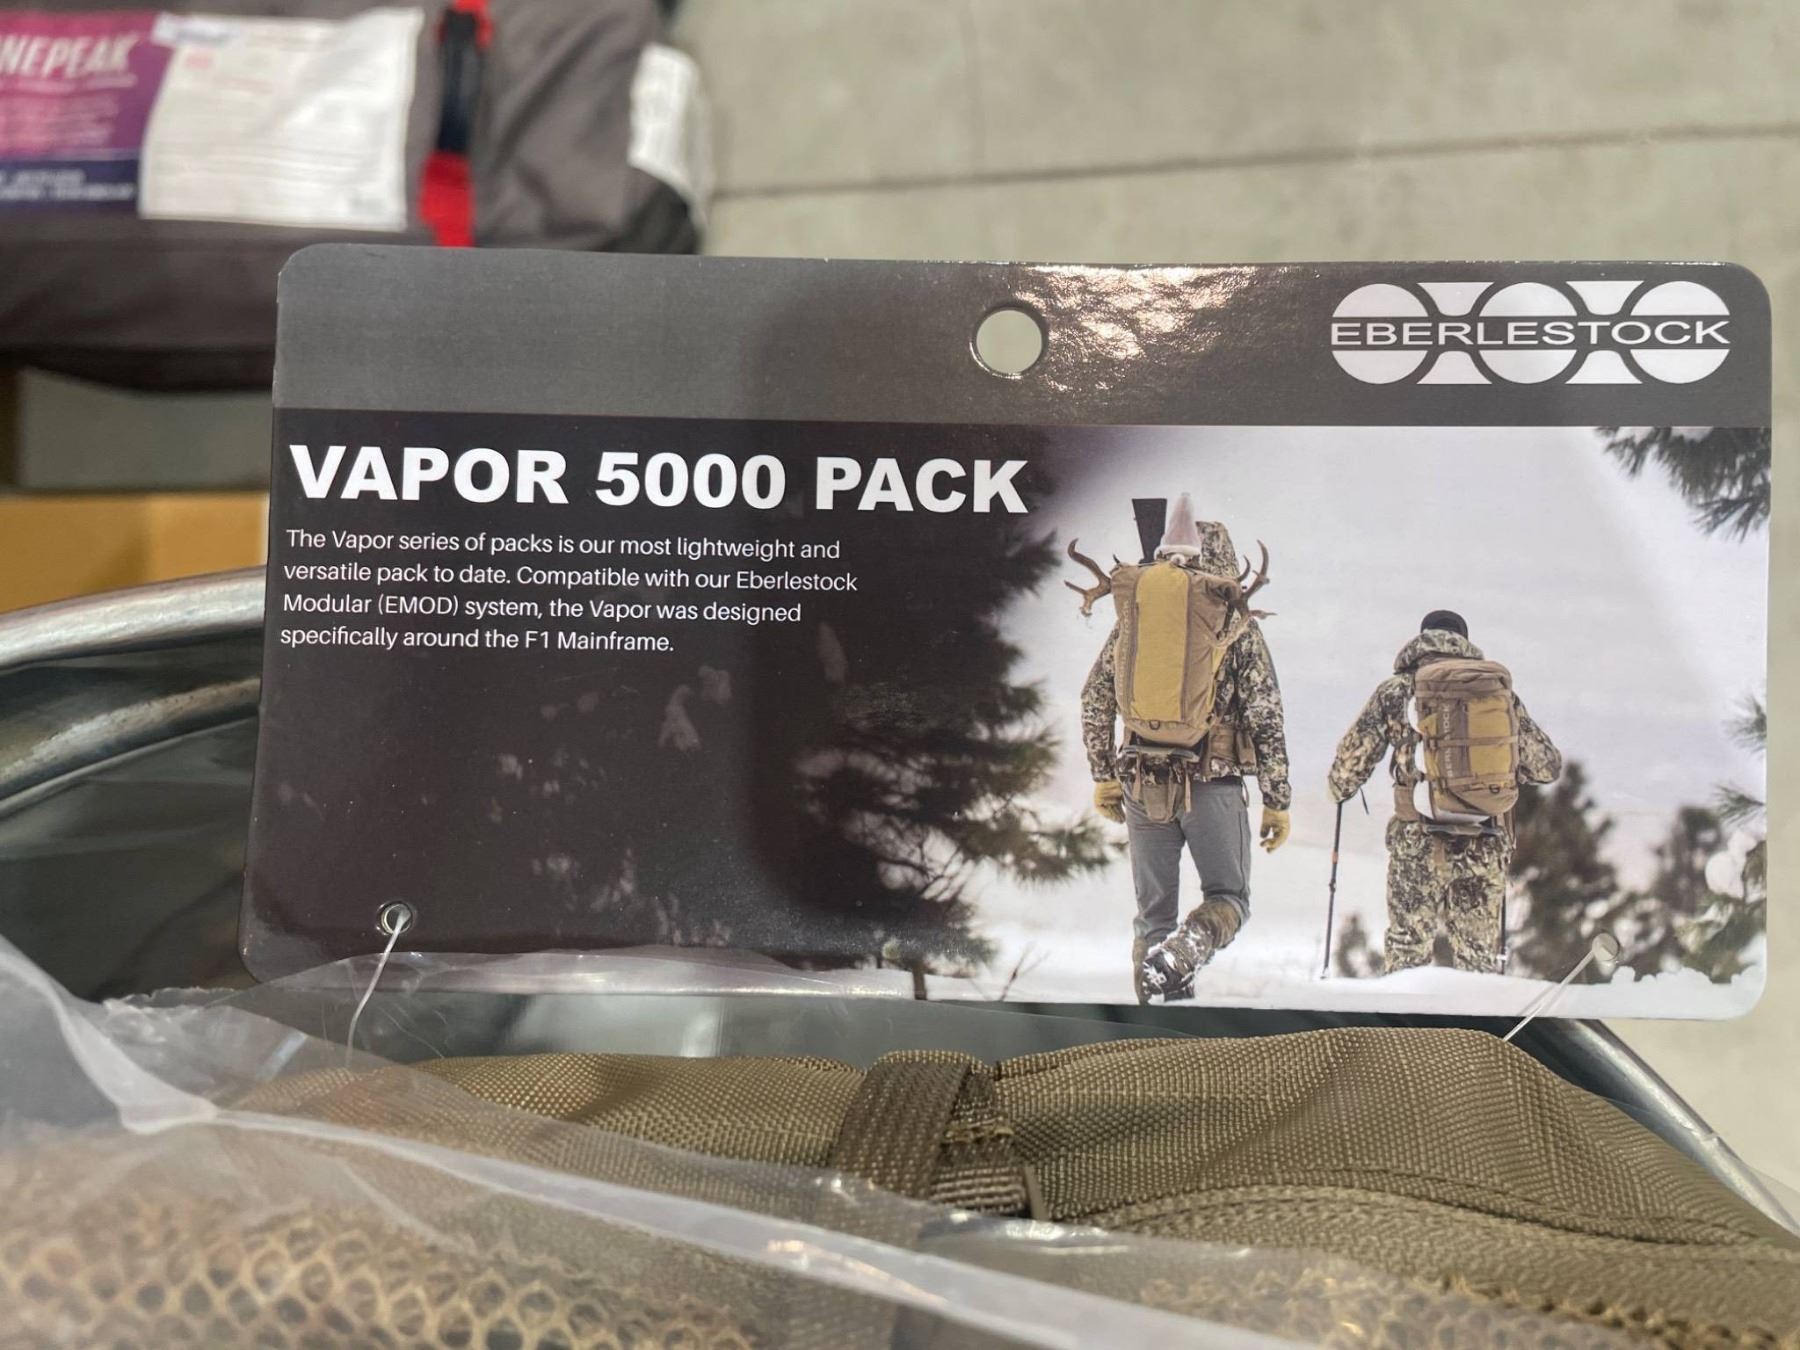 EBERLESTOCK
VAPOR 5000 PACK
The Vapor series of packs is our most lightweight and
versatile pack to date. Compatible with our Eberlestock
Modular (EMOD) system, the Vapor was designed
specifically around the F1 Mainframe.
NEPEAK